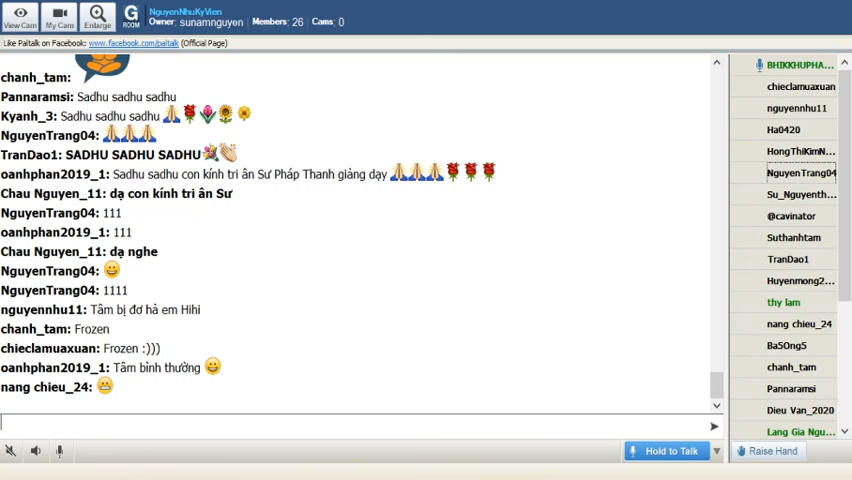 NguyenNhuKyVien
Owner: sunamnguyen Members: 26 Cams: 0
View Cam My Cam Enlarge G ROOM
Like Paltalk on Facebook: www.facebook.com/paltalk (Official Page)
chanh_tam:
Pannaramsi: Sadhu sadhu sadhu
Kyanh_3: Sadhu sadhu sadhu 🙏🌹🌷🌻🌼
NguyenTrang04: 🙏🙏🙏
TranDao1: SADHU SADHU SADHU💐👏
oanhphan2019_1: Sadhu sadhu con kính tri ân Sư Pháp Thanh giảng dạy 🙏🙏🙏🌹🌹🌹
Chau Nguyen_11: dạ con kính tri ân Sư
NguyenTrang04: 111
oanhphan2019_1: 111
Chau Nguyen_11: dạ nghe
NguyenTrang04: 😀
NguyenTrang04: 1111
nguyennhu11: Tâm bị đơ hả em Hihi
chanh_tam: Frozen
chieclamuaxuan: Frozen :)))
oanhphan2019_1: Tâm bình thường 😀
nang chieu_24: 😬
Hold to Talk
BHIKKHUPHA...
chieclamuaxuan
nguyennhu11
Ha0420
HongThiKimN...
NguyenTrang04
Su_Nguyenth...
@cavinator
Suthanhtam
TranDao1
Huyenmong2...
thy lam
nang chieu_24
Ba5Ong5
chanh_tam
Pannaramsi
Dieu Van_2020
Lang Gia Ngu...
Raise Hand